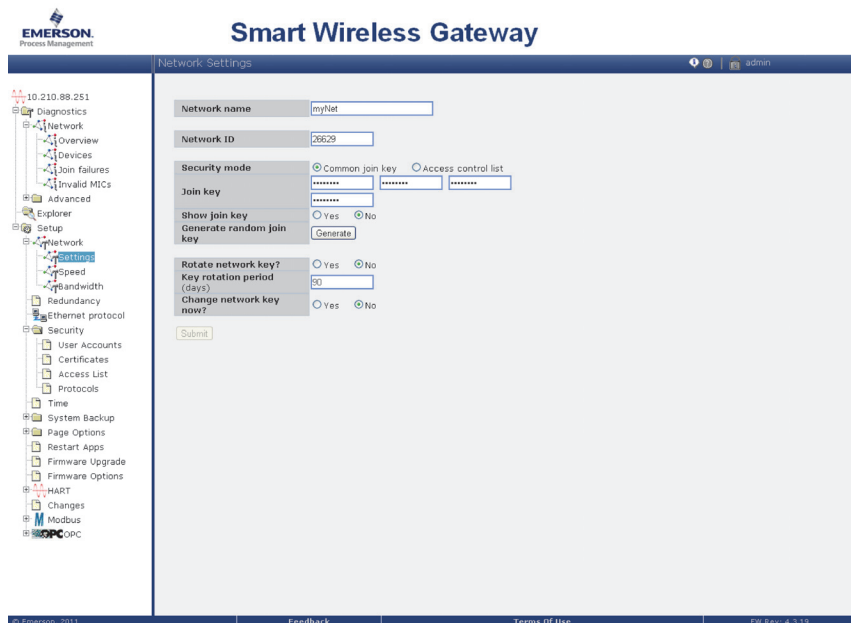 EMERSON.
Process Management
Smart Wireless Gateway
Network Settings
admin
10.210.88.251
Diagnostics
Network
Overview
Devices
Join failures
Invalid MICs
Advanced
Explorer
Setup
Network
Settings
Speed
Bandwidth
Redundancy
Ethernet protocol
Security
User Accounts
Certificates
Access List
Protocols
Time
System Backup
Page Options
Restart Apps
Firmware Upgrade
Firmware Options
HART
Changes
Modbus
OPC OPC
Network name myNet
Network ID 26629
Security mode Common join key Access control list
Join key •••••••• •••••••• ••••••••
••••••••
Show join key Yes No
Generate random join key Generate
Rotate network key? Yes No
Key rotation period (days) 90
Change network key now? Yes No
Submit
© Emerson, 2011 Feedback Terms Of Use FW Rev: 4.3.19